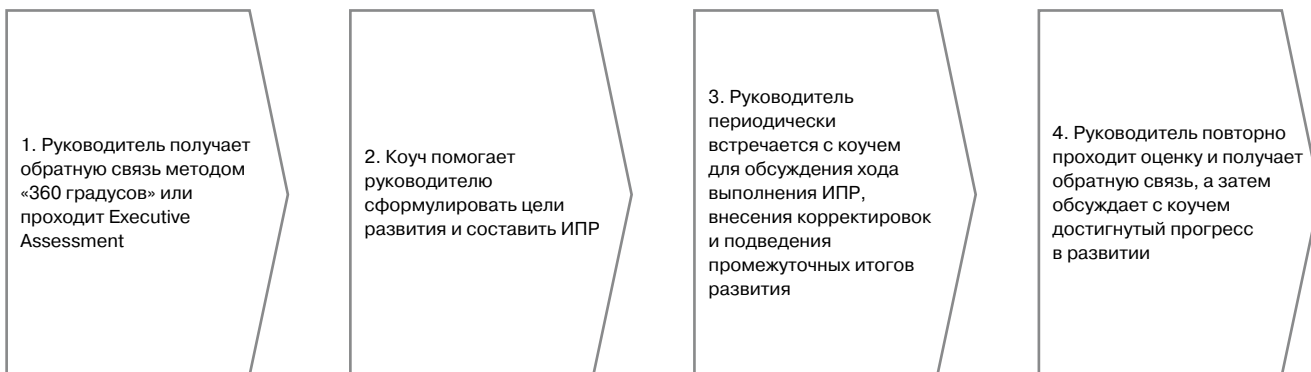 1. Руководитель получает
обратную связь методом
«360 градусов» или
проходит Executive
Assessment
2. Коуч помогает
руководителю
сформулировать цели
развития и составить ИПР
3. Руководитель
периодически
встречается с коучем
для обсуждения хода
выполнения ИПР,
внесения корректировок
и подведения
промежуточных итогов
развития
4. Руководитель повторно
проходит оценку и получает
обратную связь, а затем
обсуждает с коучем
достигнутый прогресс
в развитии